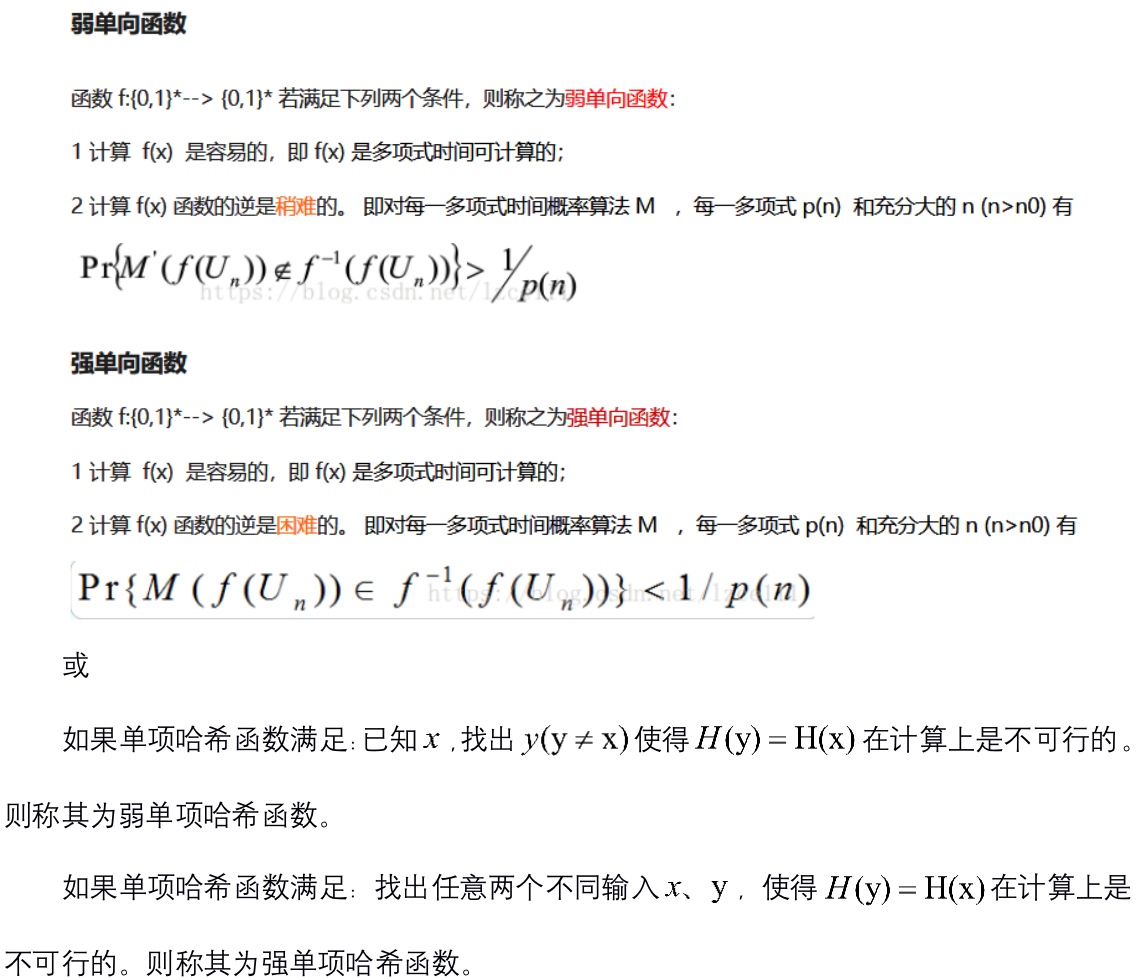 弱单向函数
函数 f:{0,1}*--> {0,1}* 若满足下列两个条件，则称之为弱单向函数：
1 计算 f(x) 是容易的，即 f(x) 是多项式时间可计算的；
2 计算 f(x) 函数的逆是稍难的。 即对每一多项式时间概率算法 M ，每一多项式 p(n) 和充分大的 n (n>n0) 有
Pr{M'(f(U_n))∉f⁻¹(f(U_n))}>1/p(n)
强单向函数
函数 f:{0,1}*--> {0,1}* 若满足下列两个条件，则称之为强单向函数：
1 计算 f(x) 是容易的，即 f(x) 是多项式时间可计算的；
2 计算 f(x) 函数的逆是困难的。 即对每一多项式时间概率算法 M ，每一多项式 p(n) 和充分大的 n (n>n0) 有
Pr{M(f(U_n))∈ f⁻¹(f(U_n))}<1/p(n)
或
如果单项哈希函数满足：已知 x ,找出 y(y ≠ x)使得 H(y) = H(x) 在计算上是不可行的。
则称其为弱单项哈希函数。
如果单项哈希函数满足：找出任意两个不同输入 x、y，使得 H(y) = H(x) 在计算上是
不可行的。则称其为强单项哈希函数。